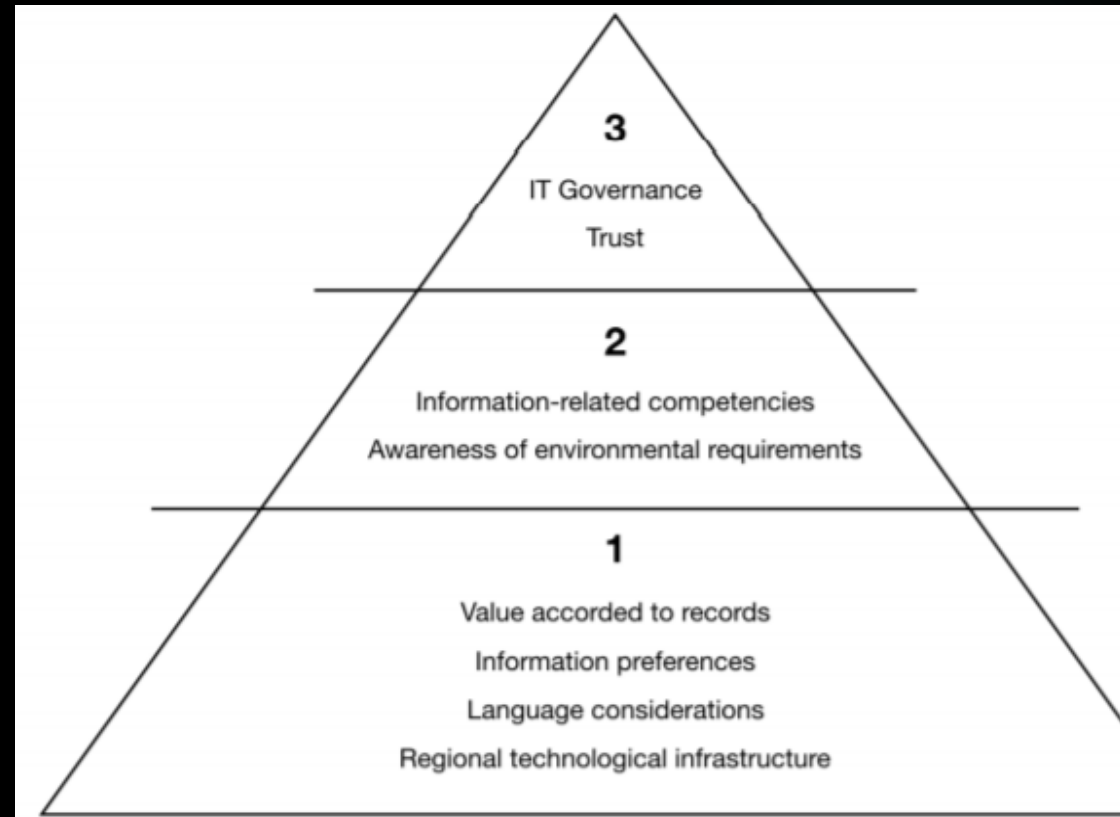 3
IT Governance
Trust
2
Information-related competencies
Awareness of environmental requirements
1
Value accorded to records
Information preferences
Language considerations
Regional technological infrastructure